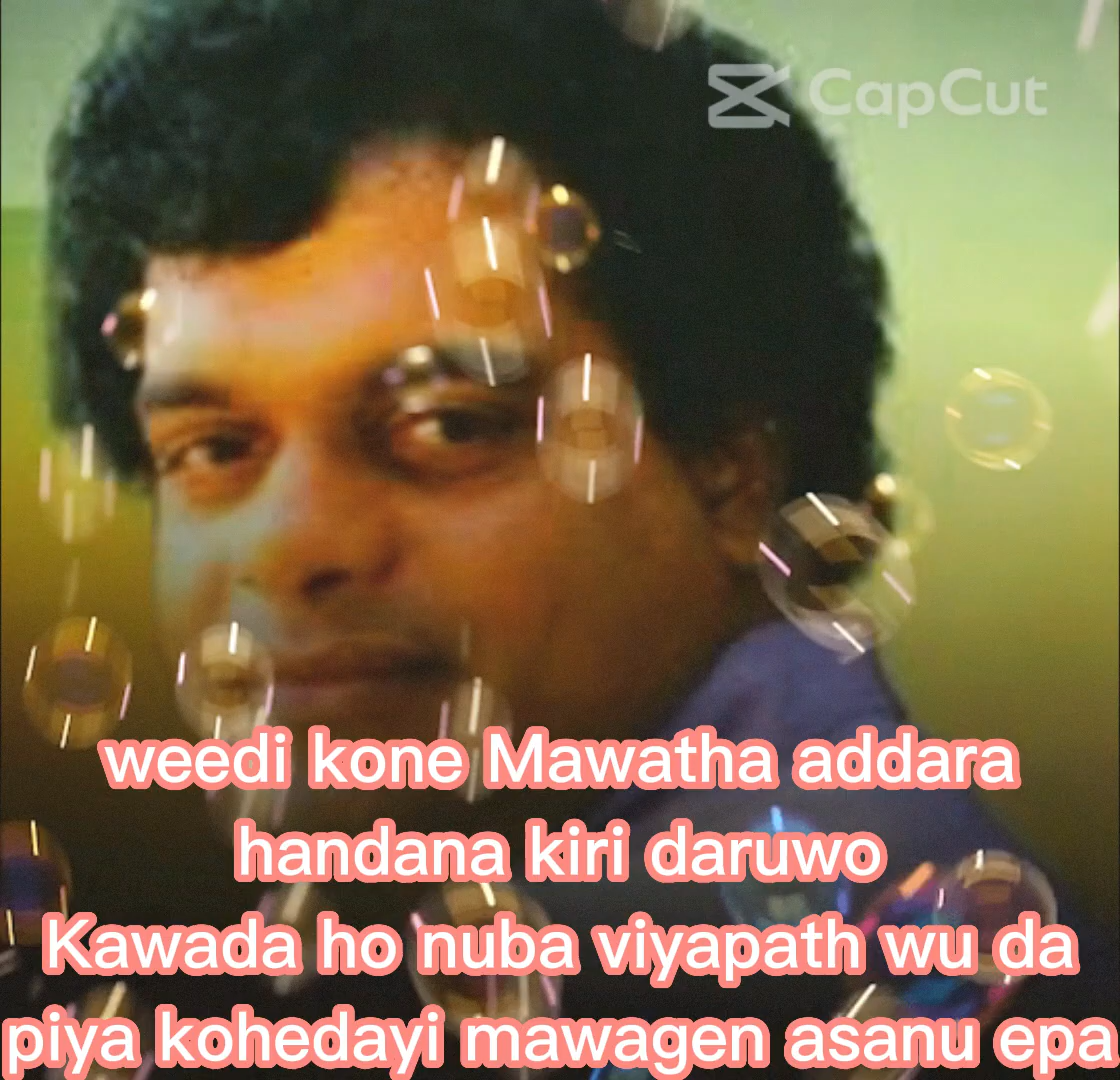 CapCut
weedi kone Mawatha addara
handana kiri daruwo
Kawada ho nuba viyapath wu da
piya kohedayi mawagen asanu epa